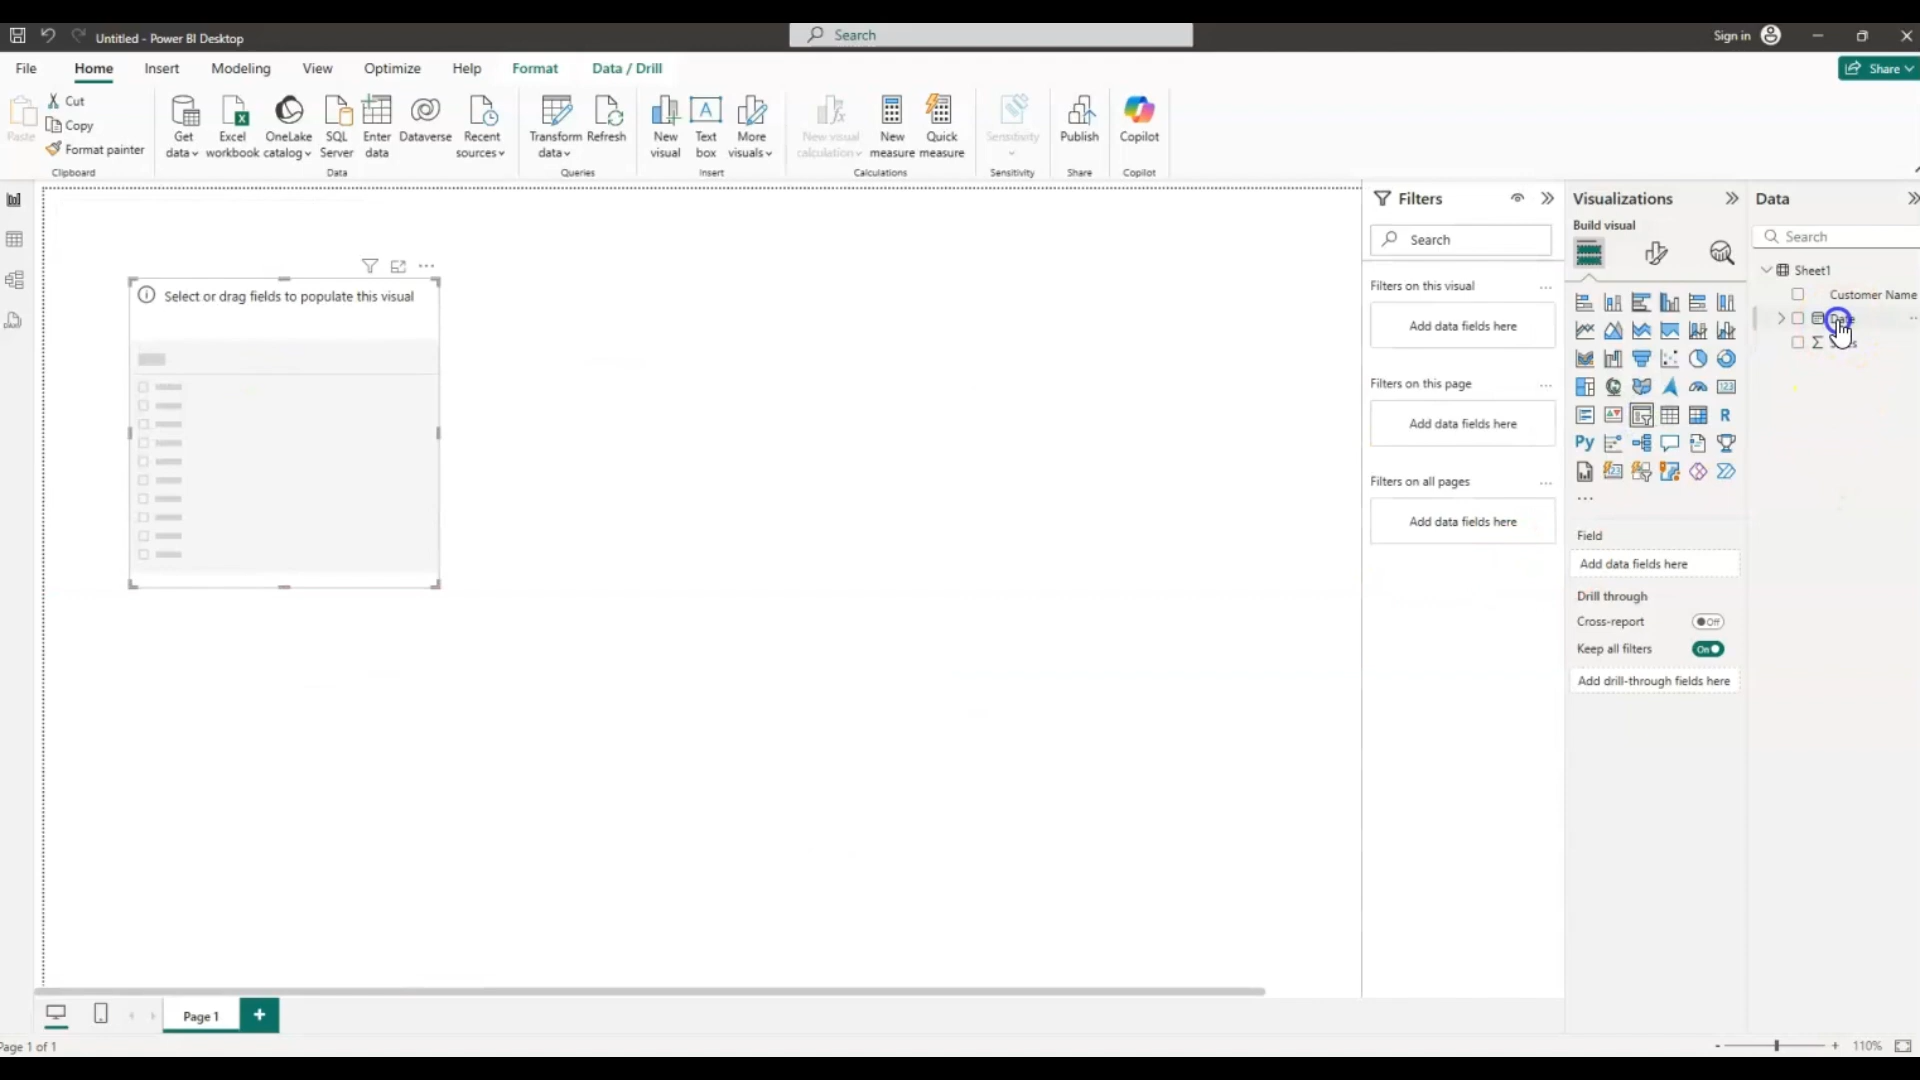 Untitled - Power BI Desktop
Search
Sign in
File
Home
Insert
Modeling
View
Optimize
Help
Format
Data / Drill
Share
Paste
Cut
Copy
Format painter
Clipboard
Get data
Excel workbook
OneLake catalog
SQL Server
Enter data
Dataverse
Recent sources
Data
Transform data
Refresh
Queries
New visual
Text box
More visuals
Insert
New visual calculation
New measure
Quick measure
Calculations
Sensitivity
Sensitivity
Publish
Share
Copilot
Copilot
Select or drag fields to populate this visual
Filters
Search
Filters on this visual
Add data fields here
Filters on this page
Add data fields here
Filters on all pages
Add data fields here
Visualizations
Build visual
123
R
Py
Field
Add data fields here
Drill through
Cross-report
Off
Keep all filters
On
Add drill-through fields here
Data
Search
Sheet1
Customer Name
Date
Page 1
Page 1 of 1
- + 110%